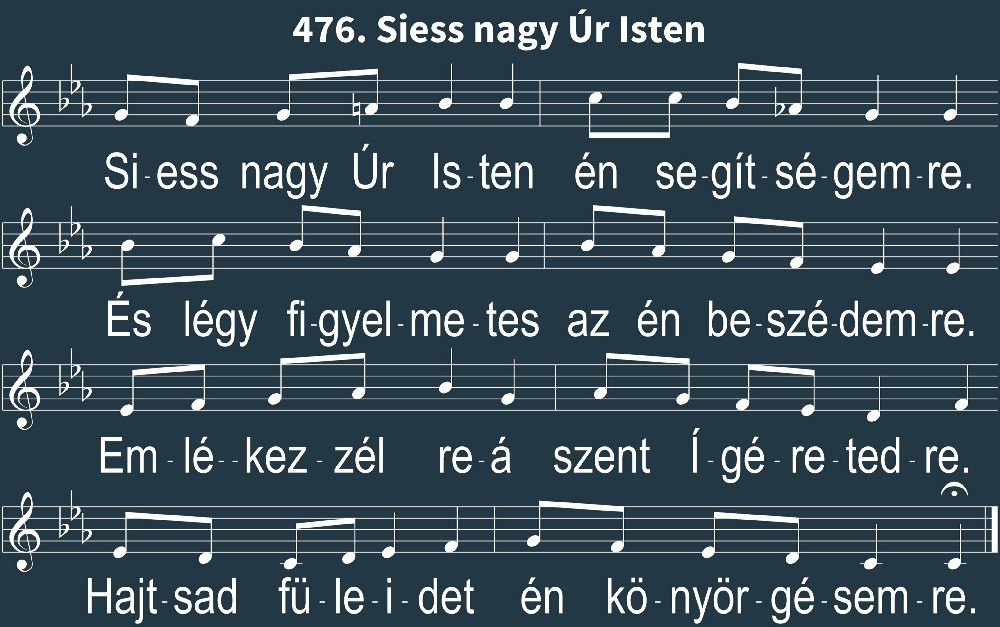 476. Siess nagy Úr Isten
Si-ess nagy Úr Is-ten én se-gít-sé-gem-re.
És légy fi-gyel-me-tes az én be-szé-dem-re.
Em-lé--kez-zél re-á szent Í-gé-re-ted-re.
Hajt-sad fü-le-i-det én kö-nyör-gé-sem-re.